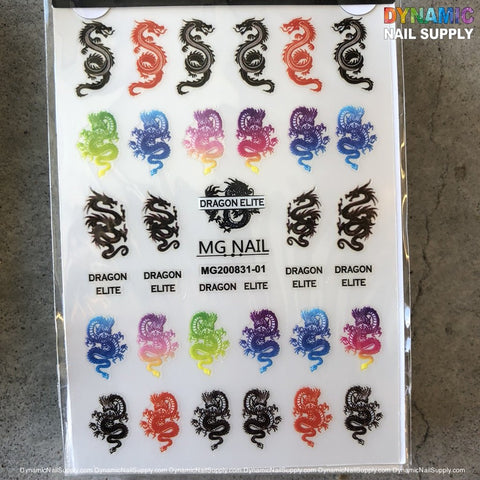 DYNAMIC
NAIL SUPPLY
DRAGON ELITE
MG NAIL
MG200831-01
DRAGON ELITE
DRAGON
ELITE
DRAGON
ELITE
DRAGON
ELITE
DRAGON
ELITE
DynamicNailSupply.com DynamicNailSupply.com DynamicNailSupply.com DynamicNailSupply.com DynamicNailSupply.com